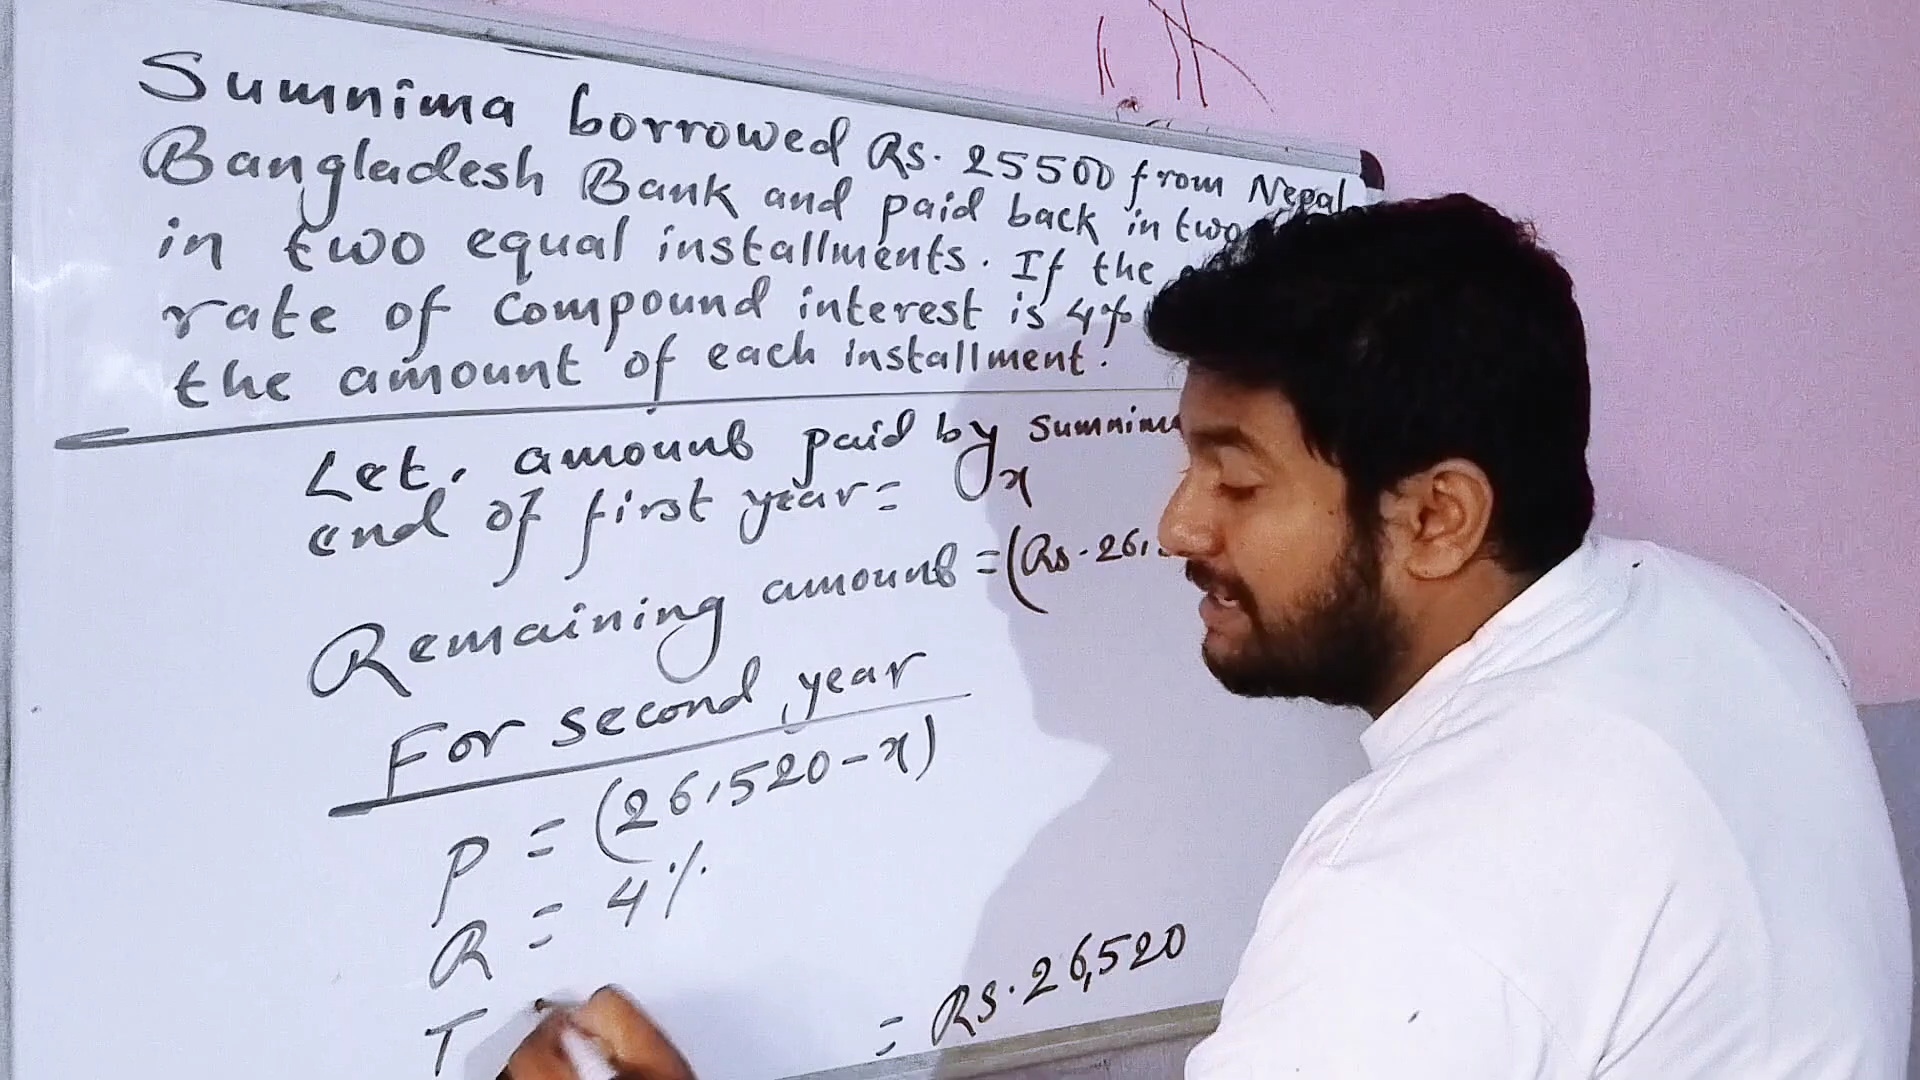 Sumnima borrowed Rs. 25500 from Nepal
Bangladesh Bank and paid back in two
in two equal installments. If the
rate of compound interest is 4%
the amount of each installment.
Let, amount paid by Sumnima
end of first year = x
Remaining amount = (Rs. 26,
For second year
P = (26,520 - x)
R = 4%
T
= Rs. 26,520